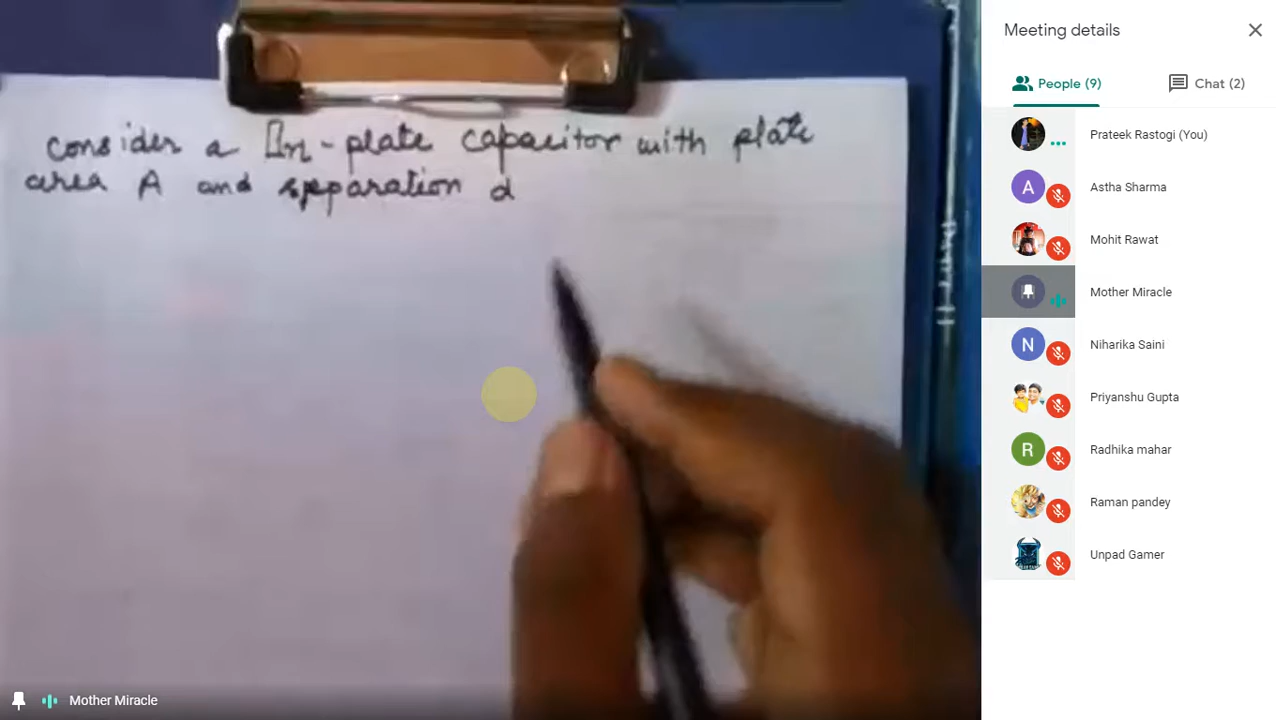 consider a In-plate capacitor with plate
area A and separation d
Mother Miracle
Meeting details
People (9)
Chat (2)
Prateek Rastogi (You)
A
Astha Sharma
Mohit Rawat
Mother Miracle
N
Niharika Saini
Priyanshu Gupta
R
Radhika mahar
Raman pandey
Unpad Gamer